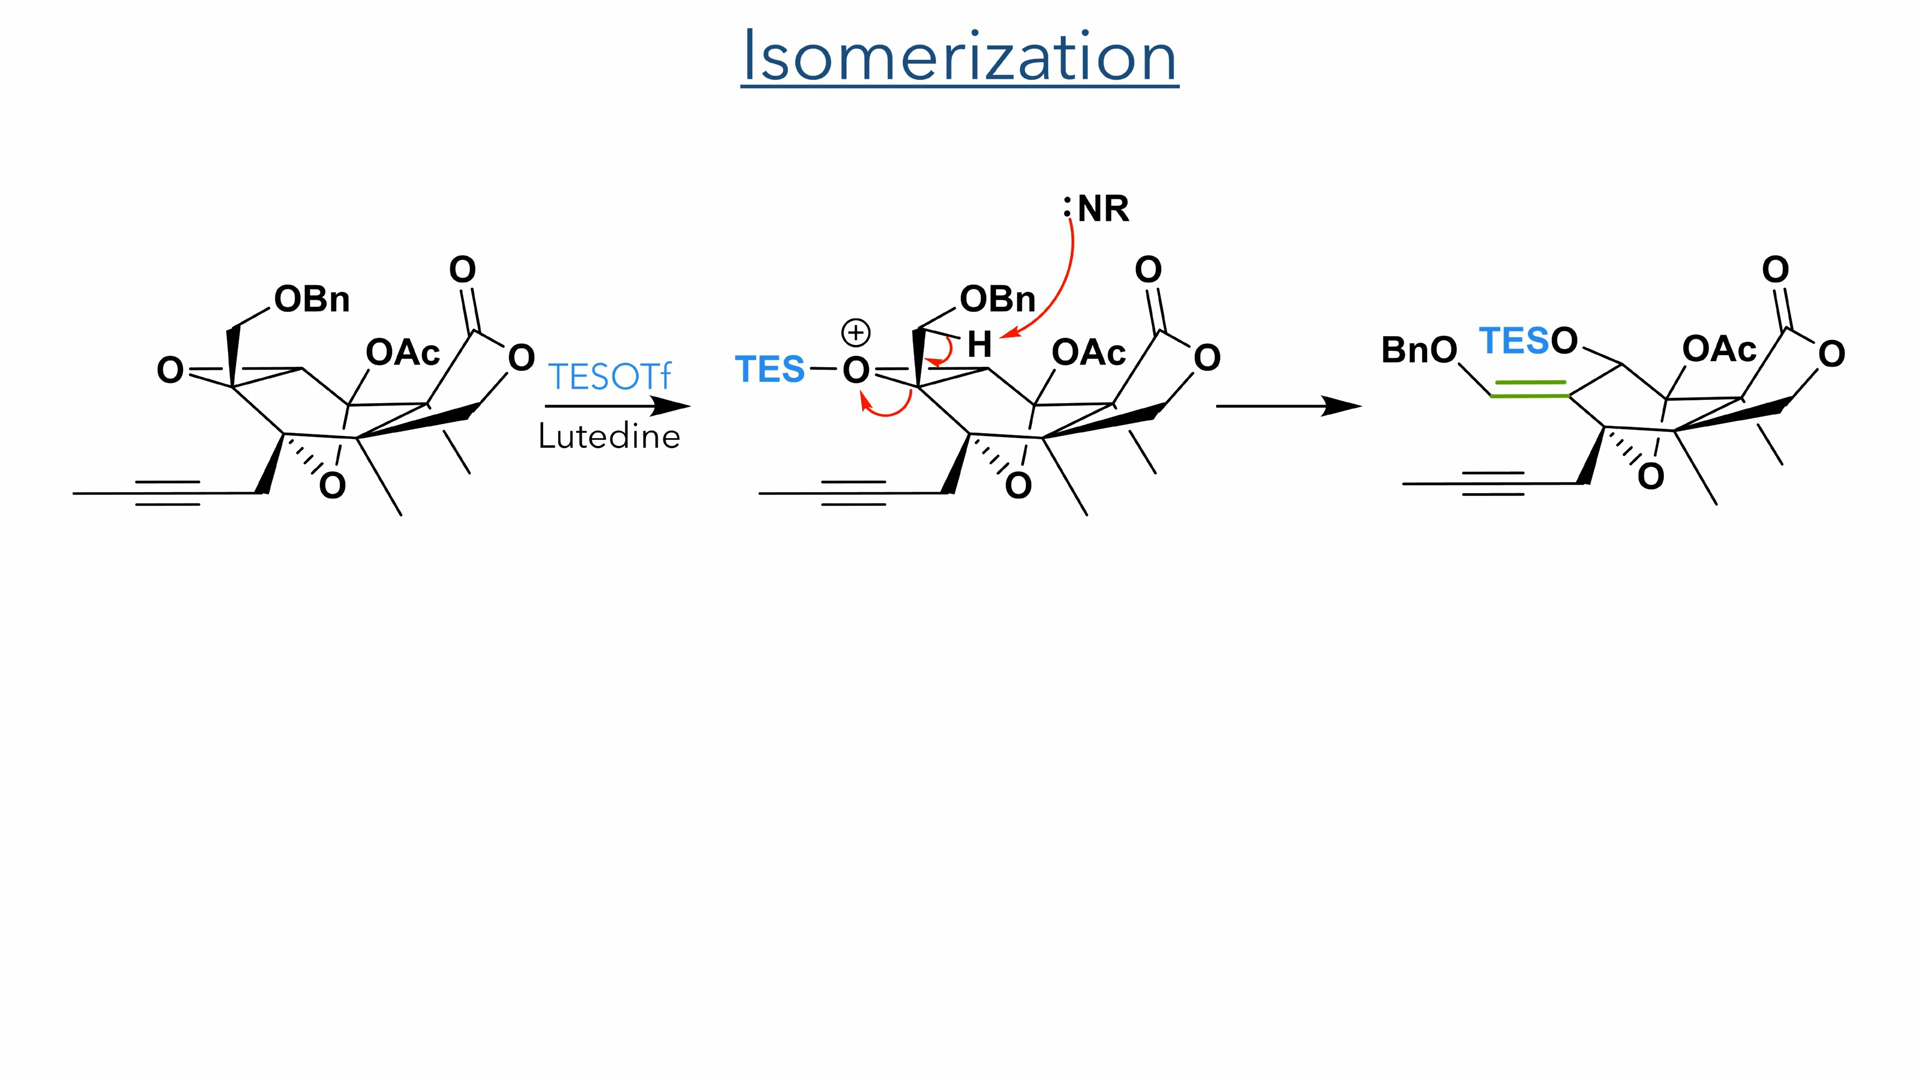 Isomerization
:NR
O
OBn
O
OAc
O
TESOTf
Lutedine
O
O
OBn
H
TES
O
OAc
O
O
O
BnO
TESO
OAc
O
O